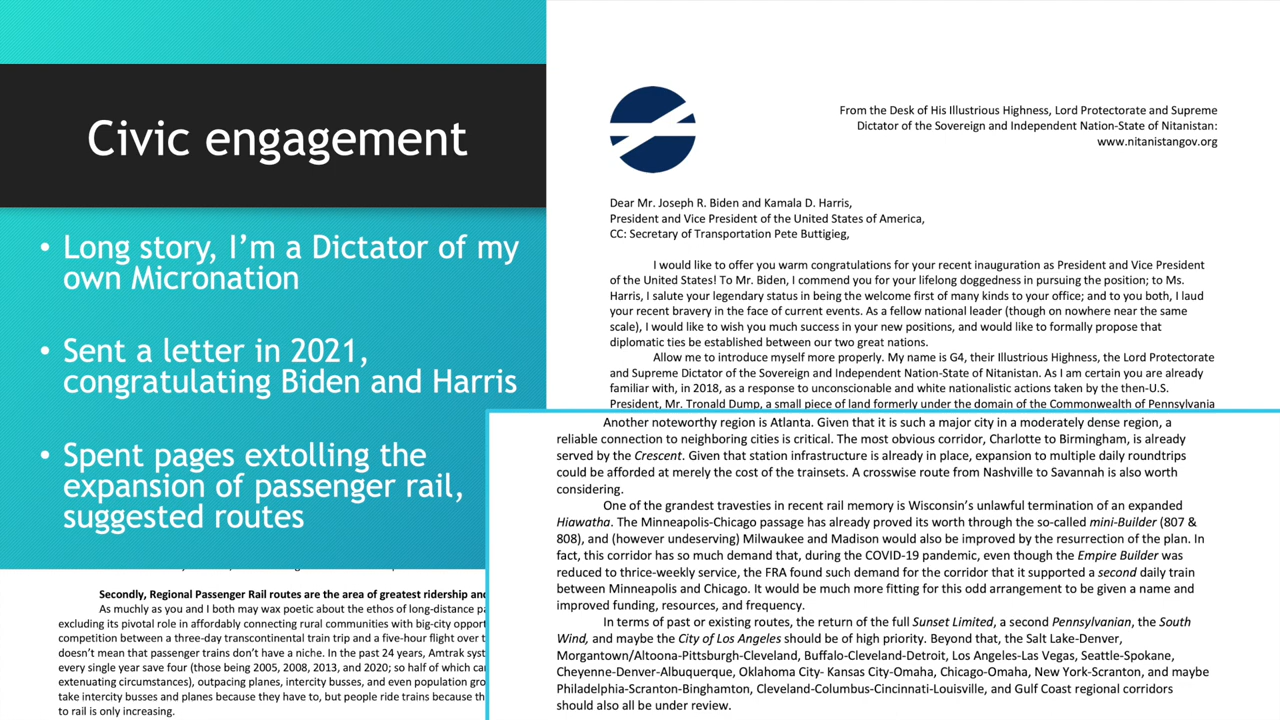 Civic engagement
• Long story, I'm a Dictator of my
own Micronation
• Sent a letter in 2021,
congratulating Biden and Harris
• Spent pages extolling the
expansion of passenger rail,
suggested routes
From the Desk of His Illustrious Highness, Lord Protectorate and Supreme
Dictator of the Sovereign and Independent Nation-State of Nitanistan:
www.nitanistangov.org
Dear Mr. Joseph R. Biden and Kamala D. Harris,
President and Vice President of the United States of America,
CC: Secretary of Transportation Pete Buttigieg,
I would like to offer you warm congratulations for your recent inauguration as President and Vice President
of the United States! To Mr. Biden, I commend you for your lifelong doggedness in pursuing the position; to Ms.
Harris, I salute your legendary status in being the welcome first of many kinds to your office; and to you both, I laud
your recent bravery in the face of current events. As a fellow national leader (though on nowhere near the same
scale), I would like to wish you much success in your new positions, and would like to formally propose that
diplomatic ties be established between our two great nations.
Allow me to introduce myself more properly. My name is G4, their Illustrious Highness, the Lord Protectorate
and Supreme Dictator of the Sovereign and Independent Nation-State of Nitanistan. As I am certain you are already
familiar with, in 2018, as a response to unconscionable and white nationalistic actions taken by the then-U.S.
President, Mr. Tronald Dump, a small piece of land formerly under the domain of the Commonwealth of Pennsylvania
Another noteworthy region is Atlanta. Given that it is such a major city in a moderately dense region, a
reliable connection to neighboring cities is critical. The most obvious corridor, Charlotte to Birmingham, is already
served by the Crescent. Given that station infrastructure is already in place, expansion to multiple daily roundtrips
could be afforded at merely the cost of the trainsets. A crosswise route from Nashville to Savannah is also worth
considering.
One of the grandest travesties in recent rail memory is Wisconsin's unlawful termination of an expanded
Hiawatha. The Minneapolis-Chicago passage has already proved its worth through the so-called mini-Builder (807 &
808), and (however undeserving) Milwaukee and Madison would also be improved by the resurrection of the plan. In
fact, this corridor has so much demand that, during the COVID-19 pandemic, even though the Empire Builder was
reduced to thrice-weekly service, the FRA found such demand for the corridor that it supported a second daily train
between Minneapolis and Chicago. It would be much more fitting for this odd arrangement to be given a name and
improved funding, resources, and frequency.
In terms of past or existing routes, the return of the full Sunset Limited, a second Pennsylvanian, the South
Wind, and maybe the City of Los Angeles should be of high priority. Beyond that, the Salt Lake-Denver,
Morgantown/Altoona-Pittsburgh-Cleveland, Buffalo-Cleveland-Detroit, Los Angeles-Las Vegas, Seattle-Spokane,
Cheyenne-Denver-Albuquerque, Oklahoma City- Kansas City-Omaha, Chicago-Omaha, New York-Scranton, and maybe
Philadelphia-Scranton-Binghamton, Cleveland-Columbus-Cincinnati-Louisville, and Gulf Coast regional corridors
should also all be under review.
Secondly, Regional Passenger Rail routes are the area of greatest ridership and
As muchly as you and I both may wax poetic about the ethos of long-distance
excluding its pivotal role in affordably connecting rural communities with big-city
competition between a three-day transcontinental train trip and a five-hour flight over
doesn't mean that passenger trains don't have a niche. In the past 24 years, Amtrak
every single year save four (those being 2005, 2008, 2013, and 2020; so half of which
extenuating circumstances), outpacing planes, intercity busses, and even population
take intercity busses and planes because they have to, but people ride trains because
to rail is only increasing.